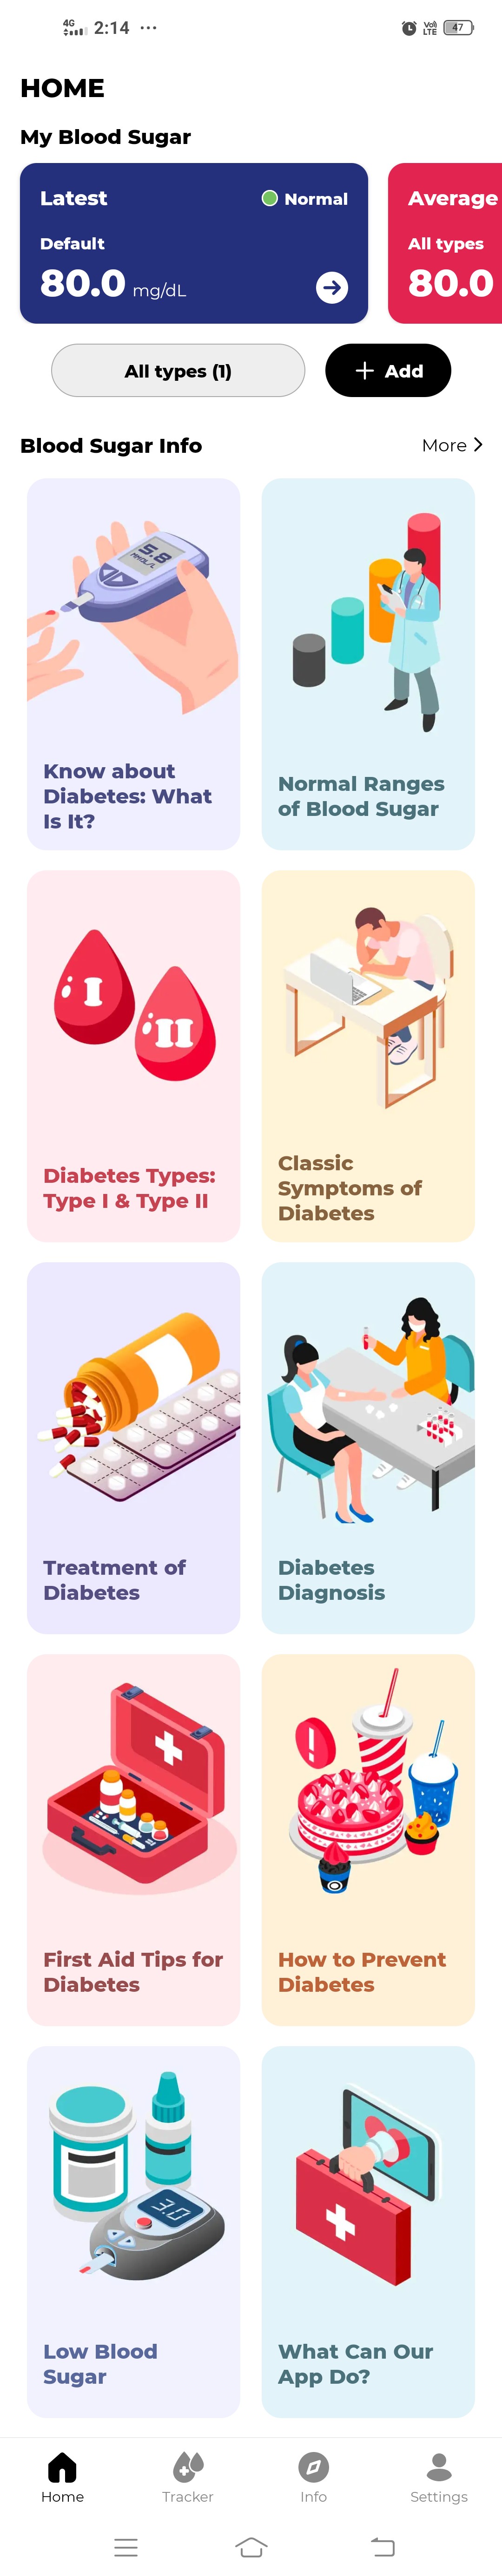 4G 2:14 ... Vo) LTE 47
HOME
My Blood Sugar
Latest Normal
Default
80.0 mg/dL
Average
All types
80.0
All types (1) + Add
Blood Sugar Info More >
5.8
MMOL/L
Know about
Diabetes: What
Is It?
Normal Ranges
of Blood Sugar
I
II
Diabetes Types:
Type I & Type II
Classic
Symptoms of
Diabetes
Treatment of
Diabetes
Diabetes
Diagnosis
First Aid Tips for
Diabetes
!
How to Prevent
Diabetes
3.0
Low Blood
Sugar
What Can Our
App Do?
Home Tracker Info Settings